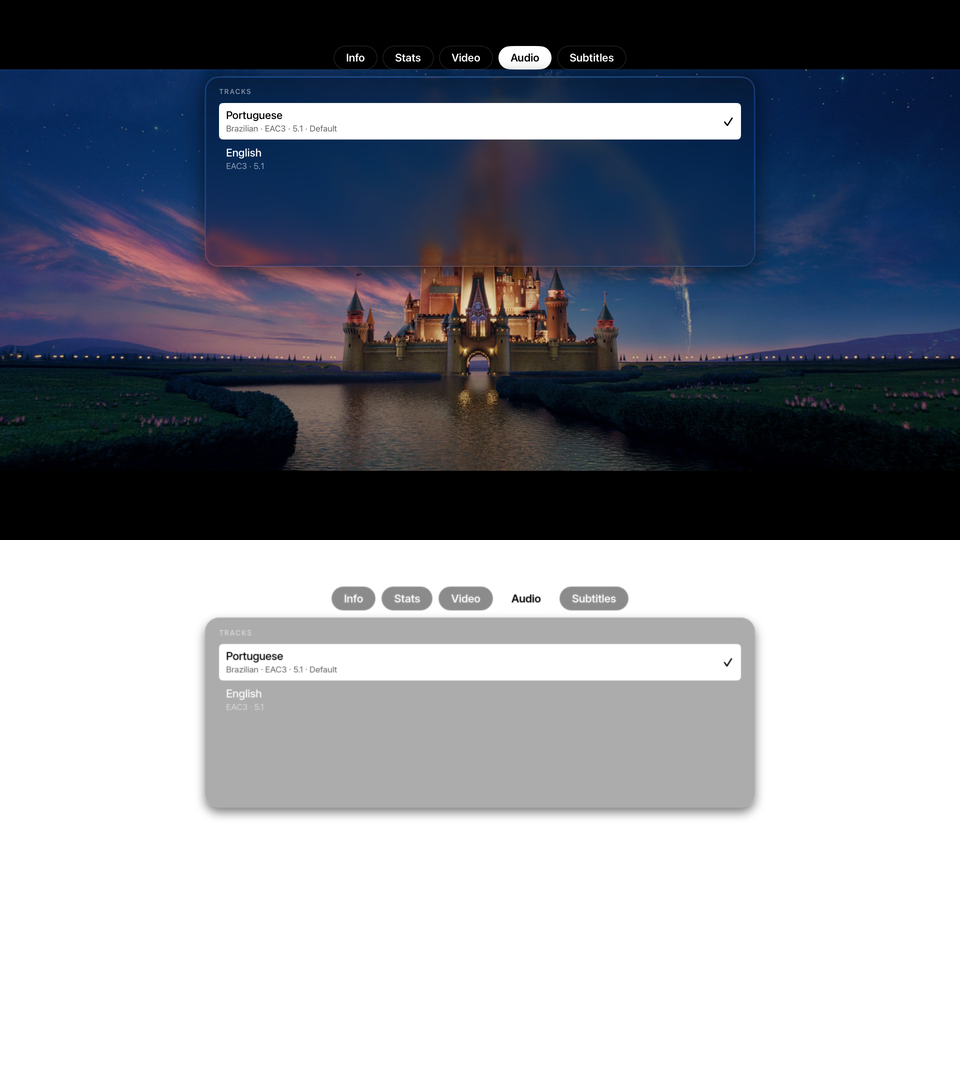 Info Stats Video Audio Subtitles
TRACKS
Portuguese
Brazilian · EAC3 · 5.1 · Default
English
EAC3 · 5.1
Info Stats Video Audio Subtitles
TRACKS
Portuguese
Brazilian · EAC3 · 5.1 · Default
English
EAC3 · 5.1